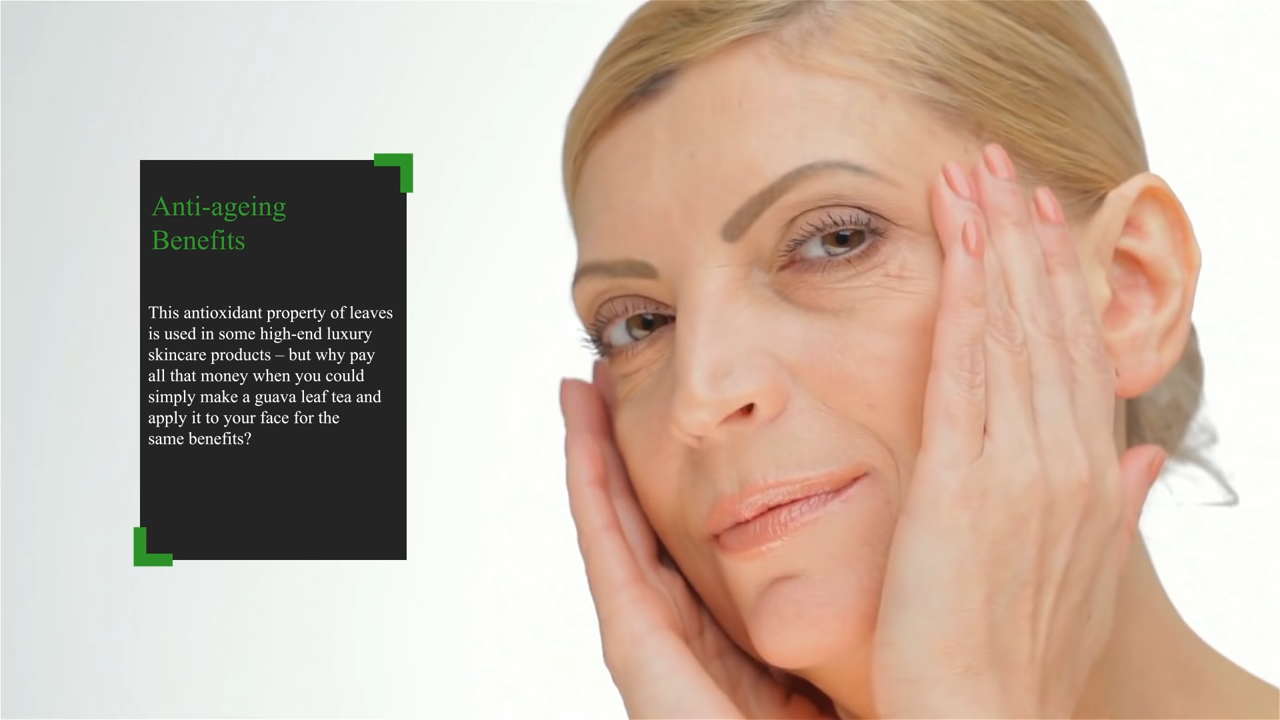 Anti-ageing
Benefits
This antioxidant property of leaves
is used in some high-end luxury
skincare products – but why pay
all that money when you could
simply make a guava leaf tea and
apply it to your face for the
same benefits?